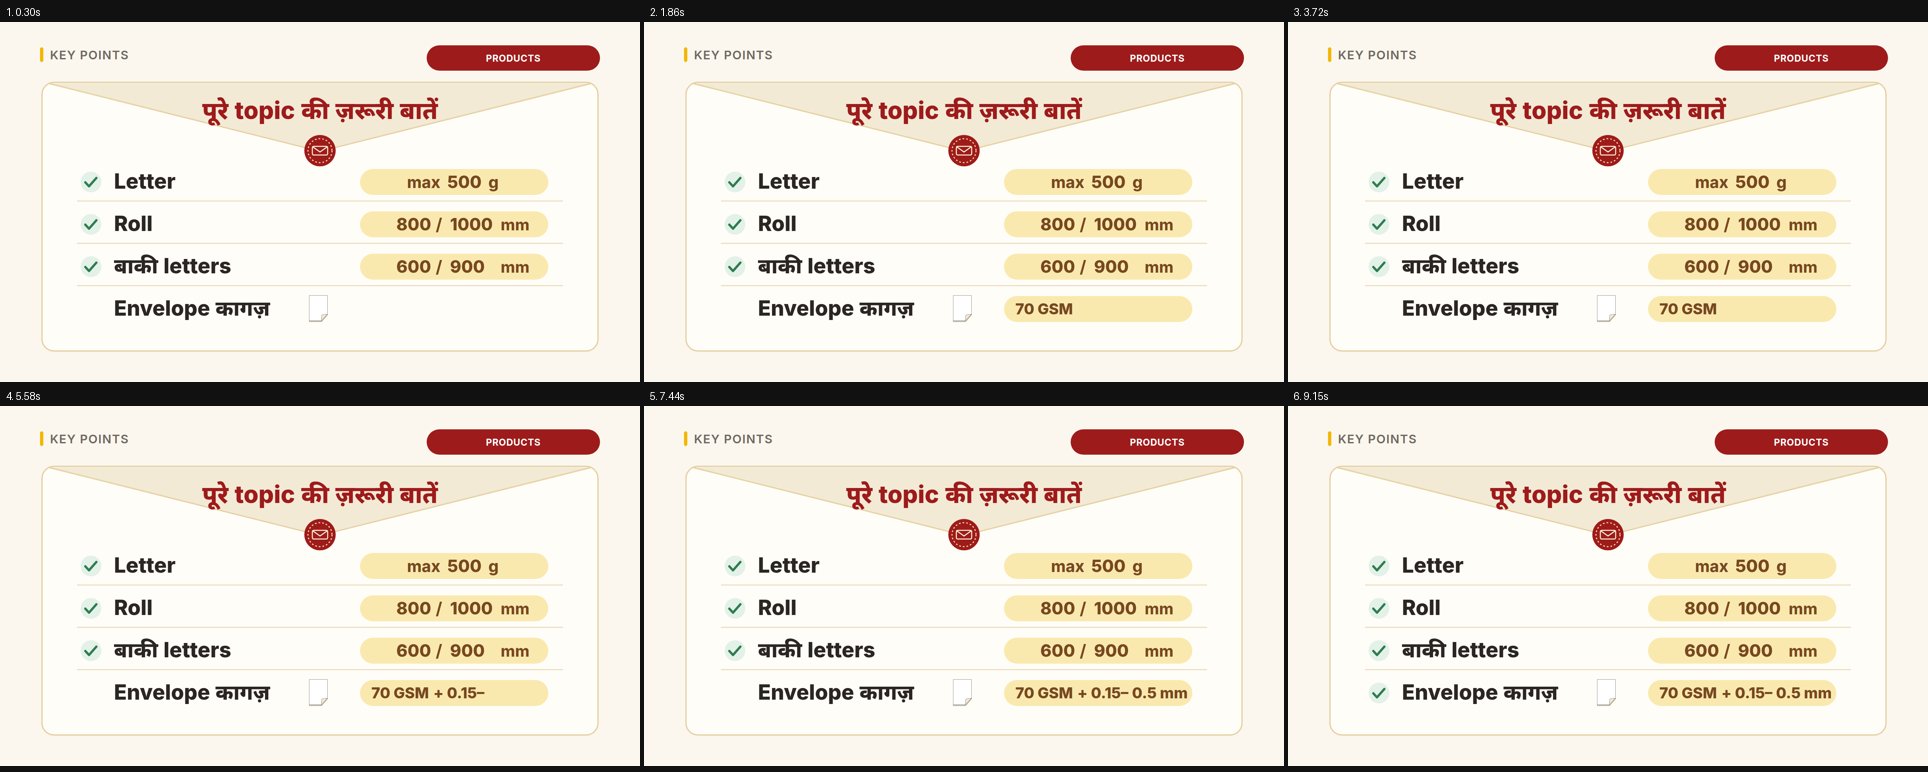 1. 0.30s
KEY POINTS
PRODUCTS
पूरे topic की ज़रूरी बातें
Letter max 500 g
Roll 800 / 1000 mm
बाकी letters 600 / 900 mm
Envelope कागज़
2. 1.86s
KEY POINTS
PRODUCTS
पूरे topic की ज़रूरी बातें
Letter max 500 g
Roll 800 / 1000 mm
बाकी letters 600 / 900 mm
Envelope कागज़ 70 GSM
3. 3.72s
KEY POINTS
PRODUCTS
पूरे topic की ज़रूरी बातें
Letter max 500 g
Roll 800 / 1000 mm
बाकी letters 600 / 900 mm
Envelope कागज़ 70 GSM
4. 5.58s
KEY POINTS
PRODUCTS
पूरे topic की ज़रूरी बातें
Letter max 500 g
Roll 800 / 1000 mm
बाकी letters 600 / 900 mm
Envelope कागज़ 70 GSM + 0.15–
5. 7.44s
KEY POINTS
PRODUCTS
पूरे topic की ज़रूरी बातें
Letter max 500 g
Roll 800 / 1000 mm
बाकी letters 600 / 900 mm
Envelope कागज़ 70 GSM + 0.15– 0.5 mm
6. 9.15s
KEY POINTS
PRODUCTS
पूरे topic की ज़रूरी बातें
Letter max 500 g
Roll 800 / 1000 mm
बाकी letters 600 / 900 mm
Envelope कागज़ 70 GSM + 0.15– 0.5 mm